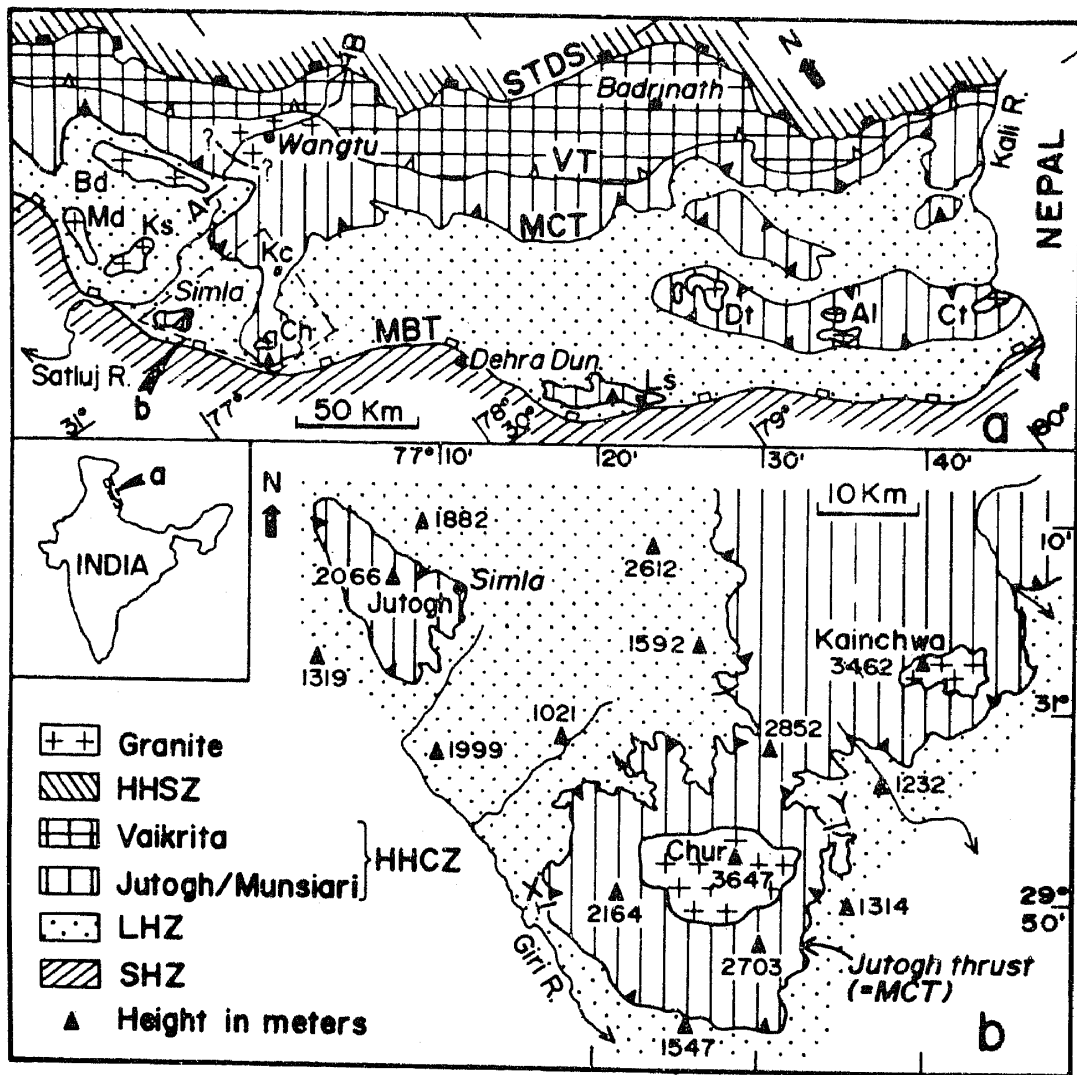 STDS
N
Badrinath
B
Kali R.
NEPAL
?
Wangtu
?
VT
MCT
Bd
Md
Ks
A
Kc
Simla
Ch
MBT
Dt
Al
Ct
Dehra Dun
Ls
Satluj R.
b
31°
77°
50 Km
78°
30°
79°
a
80°
a
INDIA
77° 10'
20'
30'
40'
10 Km
N
1882
2612
10'
2066
Simla
Jutogh
1592
Kainchwa
3462
Y
1319
X
31°
1021
2852
1999
1232
Y
Chur
3647
X
2164
1314
29°
50'
2703
Giri R.
Jutogh thrust
(=MCT)
1547
b
Granite
HHSZ
Vaikrita
HHCZ
Jutogh/Munsiari
LHZ
SHZ
Height in meters